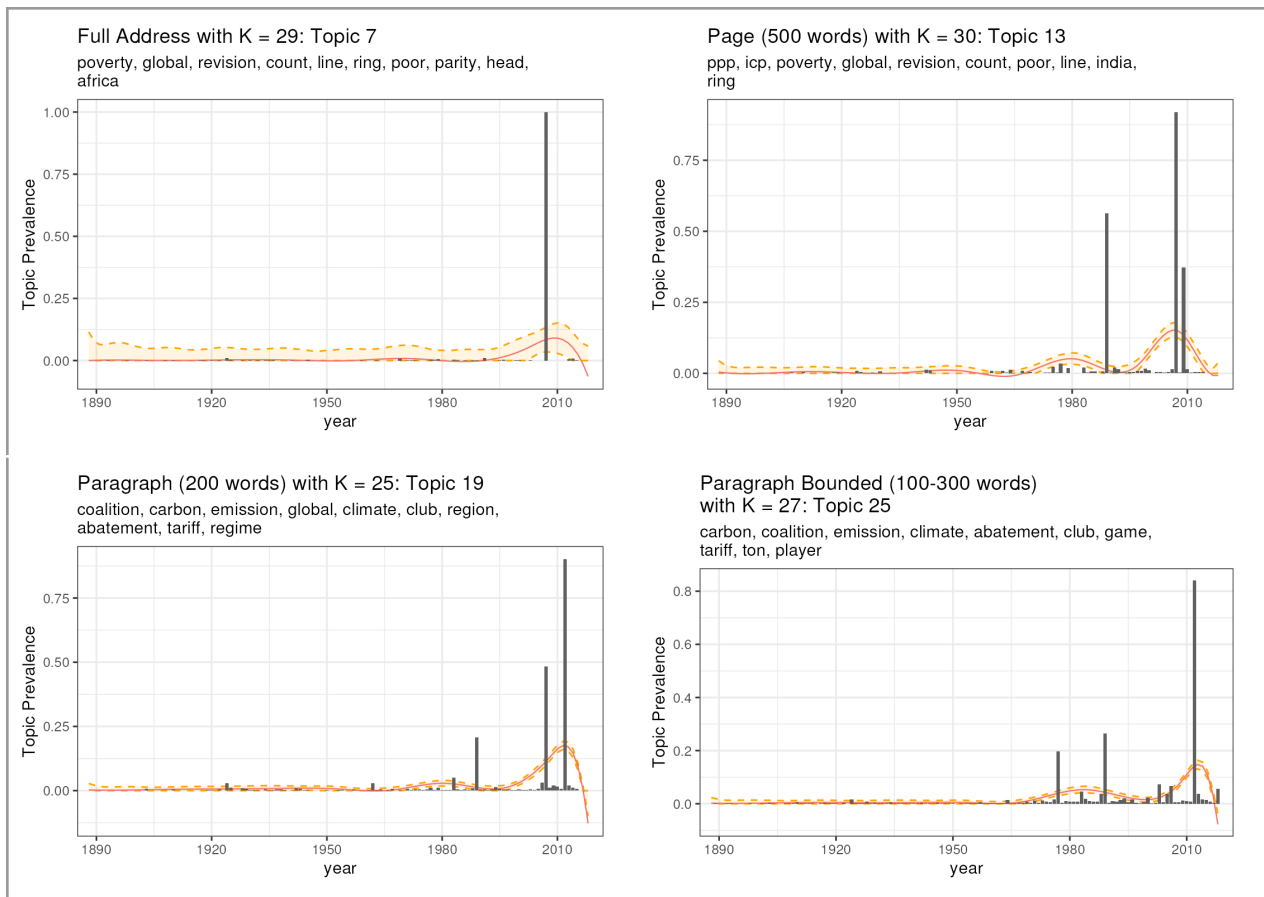 Full Address with K = 29: Topic 7
poverty, global, revision, count, line, ring, poor, parity, head,
africa
1.00
0.75
0.50
0.25
0.00
Topic Prevalence
1890
1920
1950
1980
2010
year
Page (500 words) with K = 30: Topic 13
ppp, icp, poverty, global, revision, count, poor, line, india,
ring
0.75
0.50
0.25
0.00
Topic Prevalence
1890
1920
1950
1980
2010
year
Paragraph (200 words) with K = 25: Topic 19
coalition, carbon, emission, global, climate, club, region,
abatement, tariff, regime
0.75
0.50
0.25
0.00
Topic Prevalence
1890
1920
1950
1980
2010
year
Paragraph Bounded (100-300 words)
with K = 27: Topic 25
carbon, coalition, emission, climate, abatement, club, game,
tariff, ton, player
0.8
0.6
0.4
0.2
0.0
Topic Prevalence
1890
1920
1950
1980
2010
year